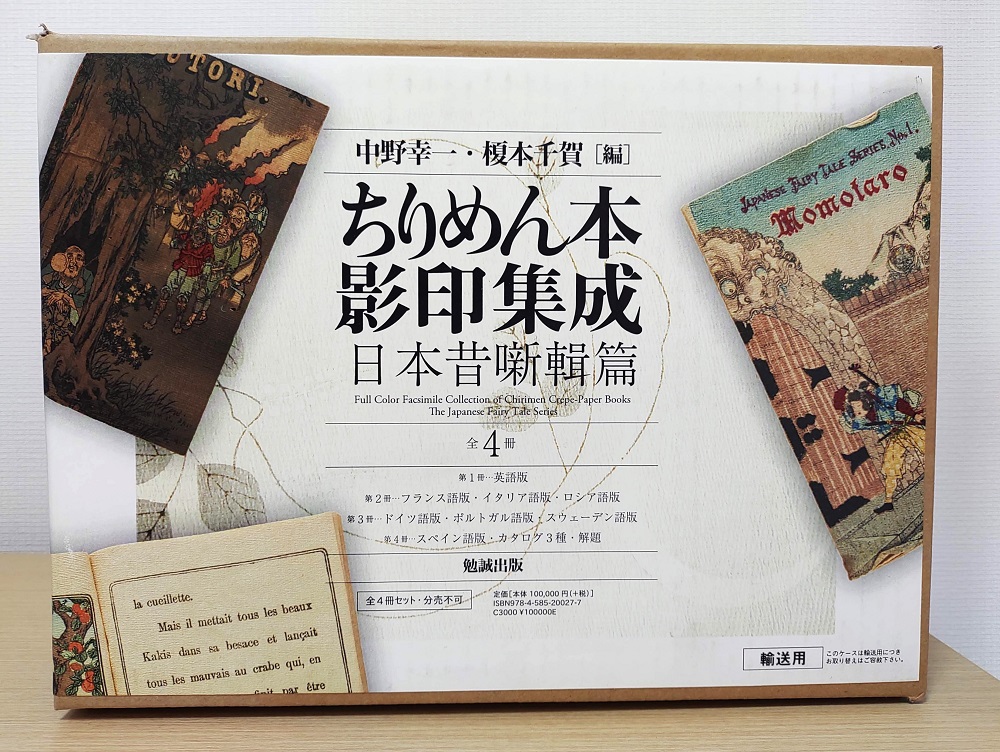 UTORI.
中野幸一・榎本千賀［編］
ちりめん本
影印集成
日本昔噺輯篇
Full Color Facsimile Collection of Chirimen Crepe-Paper Books
The Japanese Fairy Tale Series
全4冊
第1冊…英語版
第2冊…フランス語版・イタリア語版・ロシア語版
第3冊…ドイツ語版・ポルトガル語版・スウェーデン語版
第4冊…スペイン語版・カタログ3種・解題
勉誠出版
全4冊セット・分売不可
定価［本体 100,000 円（+税）］
ISBN978-4-585-20027-7
C3000 ¥100000E
JAPANESE FAIRY TALE SERIES, No.1.
Momotaro
la cueillette.
Mais il mettait tous les beaux
Kakis dans sa besace et lançait
tous les mauvais au crabe qui, en
par être
輸送用
このケースは輸送用につき
お取り替えはご容赦下さい。